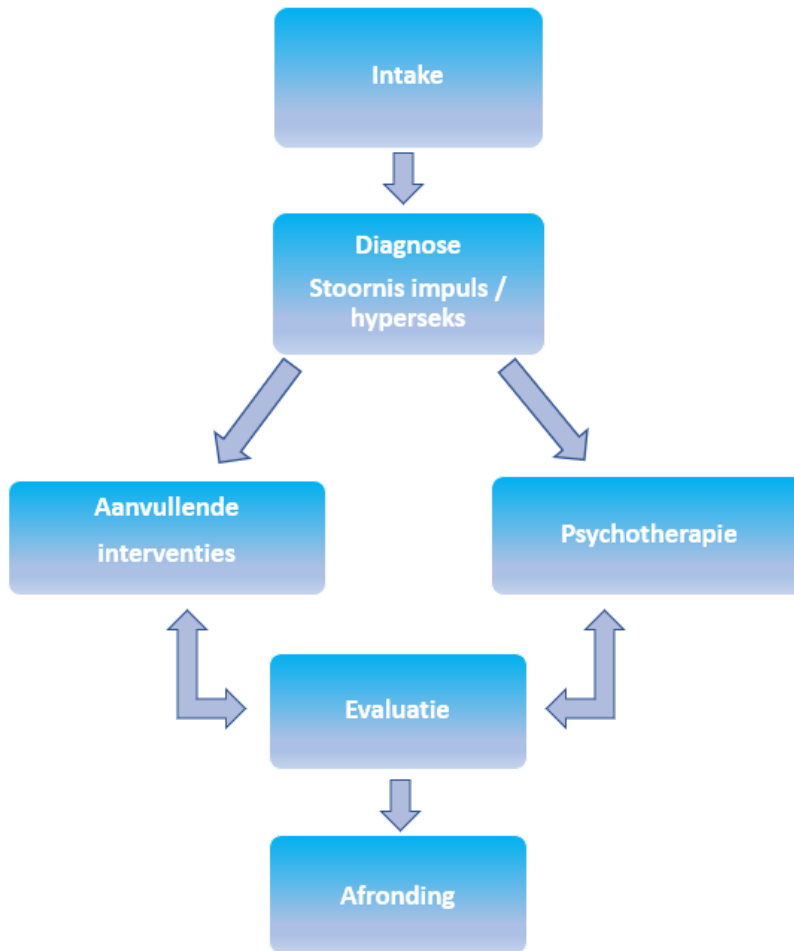 Intake
Diagnose
Stoornis impuls /
hyperseks
Aanvullende
interventies
Psychotherapie
Evaluatie
Afronding